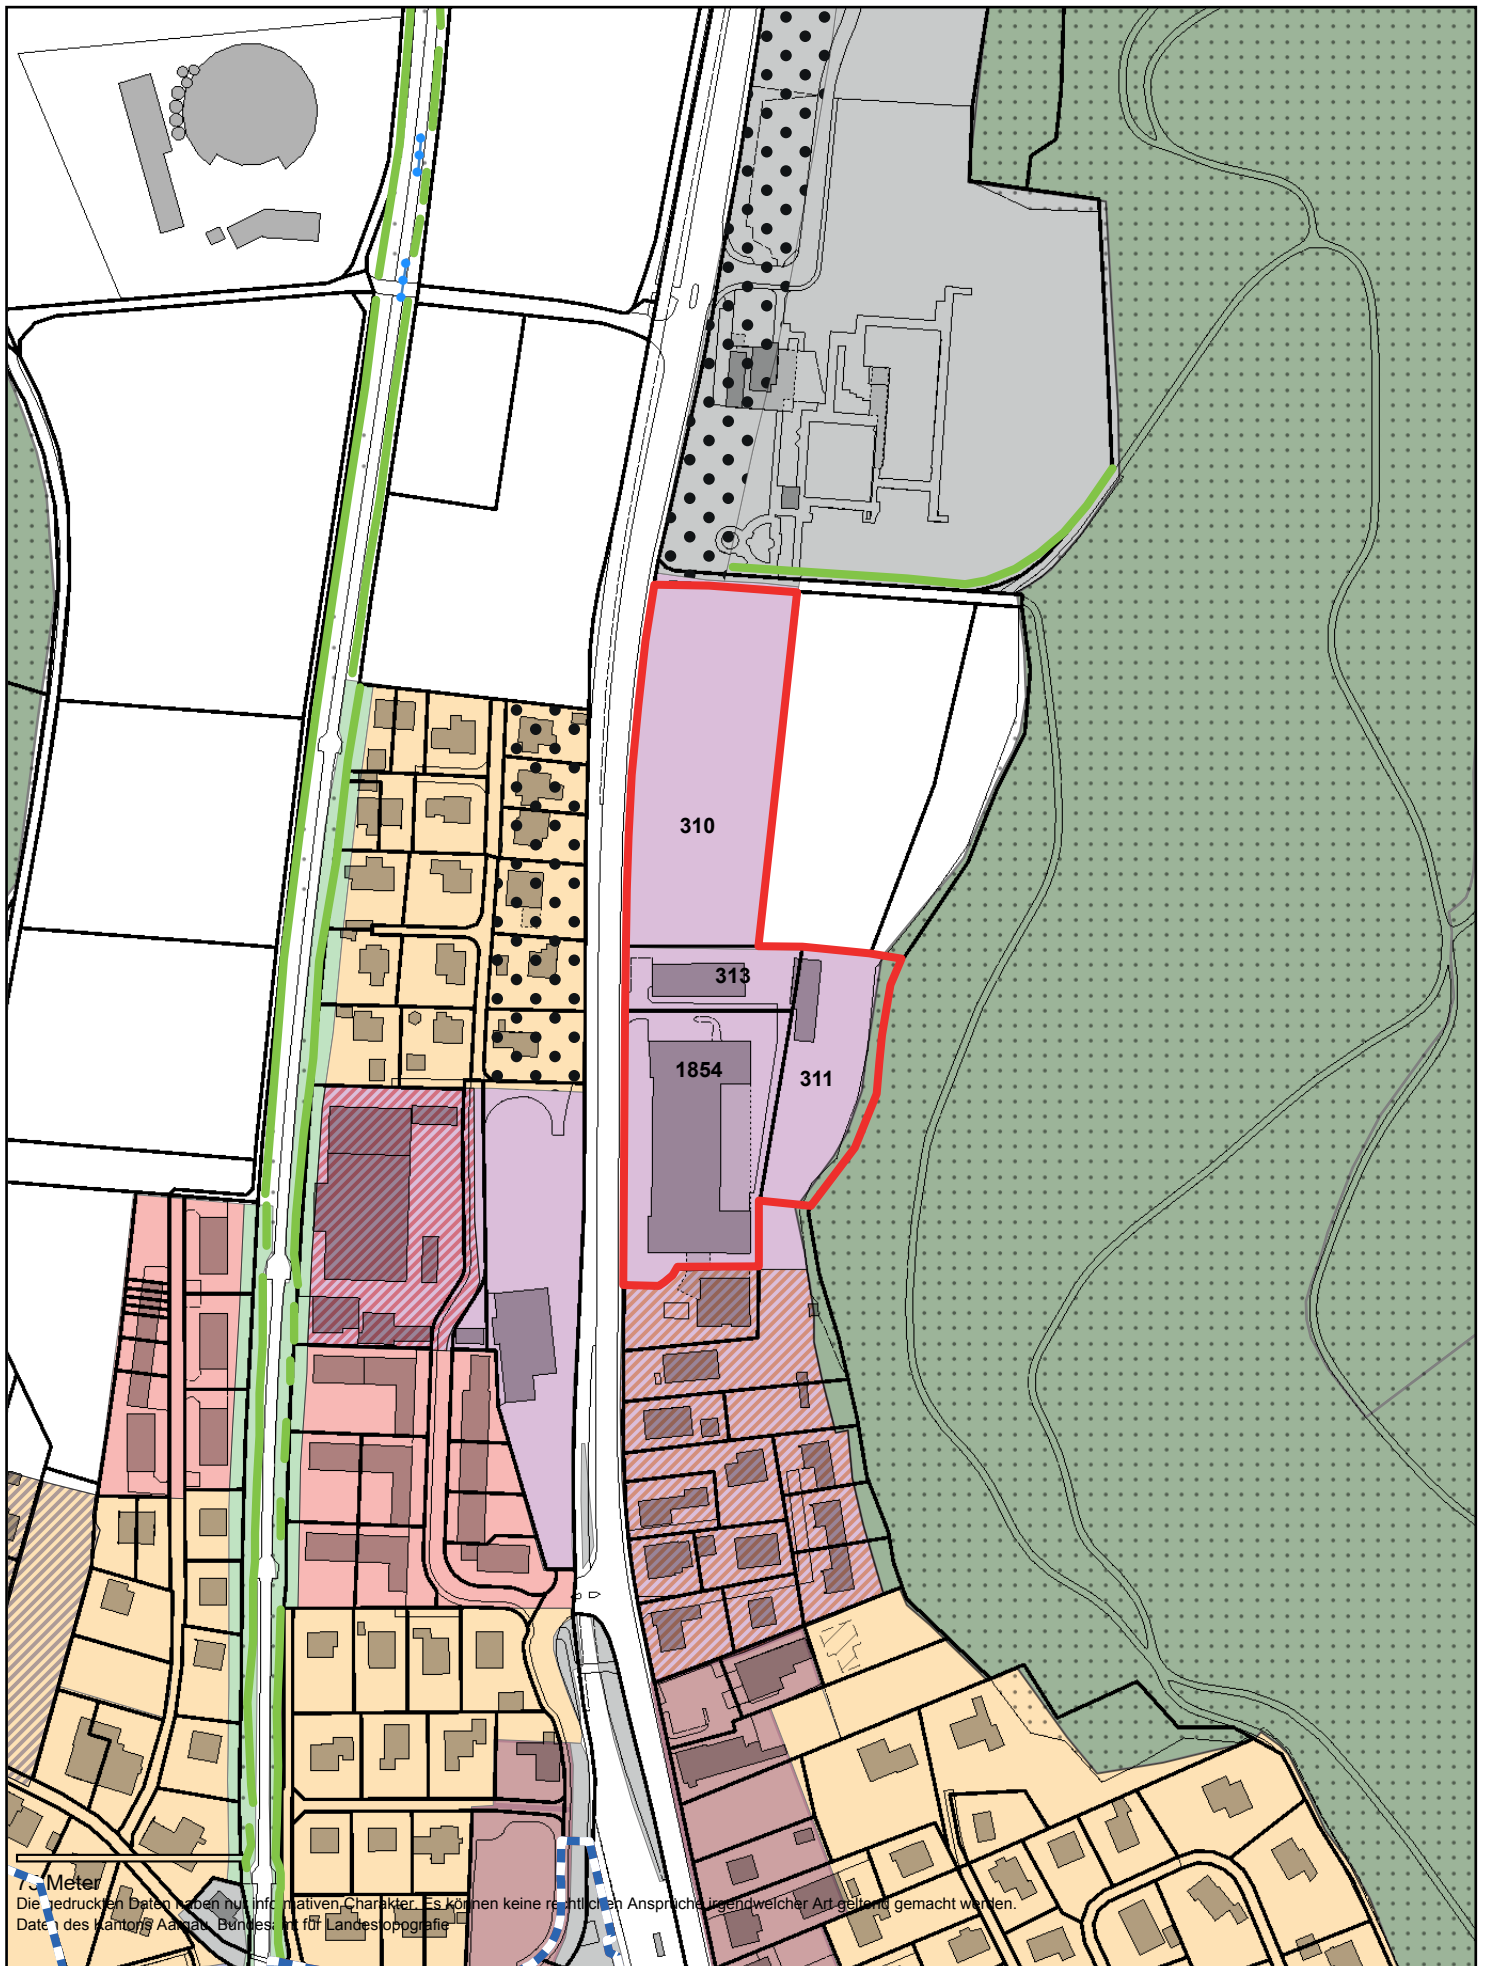 310
313
1854
311
75 Meter
Die gedruckten Daten haben nur informativen Charakter. Es können keine rechtlichen Ansprüche irgendwelcher Art geltend gemacht werden.
Daten des Kantons Aargau, Bundesamt für Landestopografie